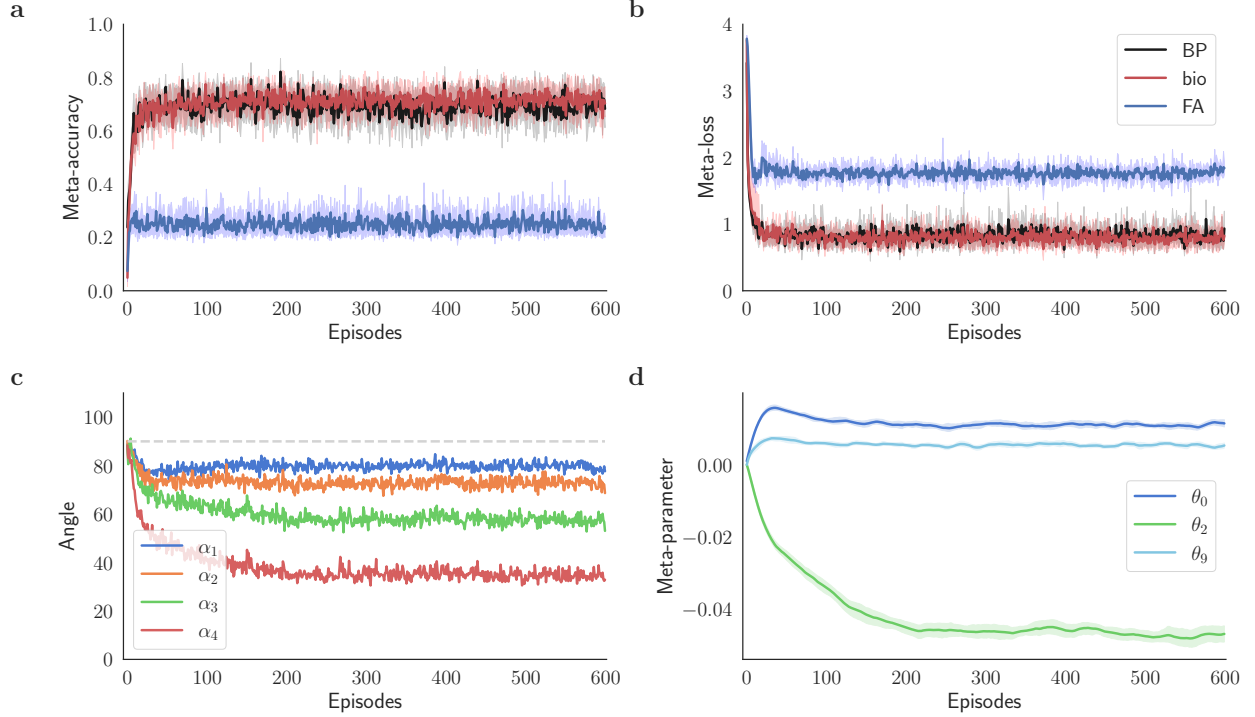 a
1.0
0.8
0.6
0.4
0.2
0.0
Meta-accuracy
0 100 200 300 400 500 600
Episodes
b
4
3
2
1
0
Meta-loss
BP
bio
FA
0 100 200 300 400 500 600
Episodes
c
100
80
60
40
20
0
Angle
α₁
α₂
α₃
α₄
0 100 200 300 400 500 600
Episodes
d
0.00
−0.02
−0.04
Meta-parameter
θ₀
θ₂
θ₉
0 100 200 300 400 500 600
Episodes